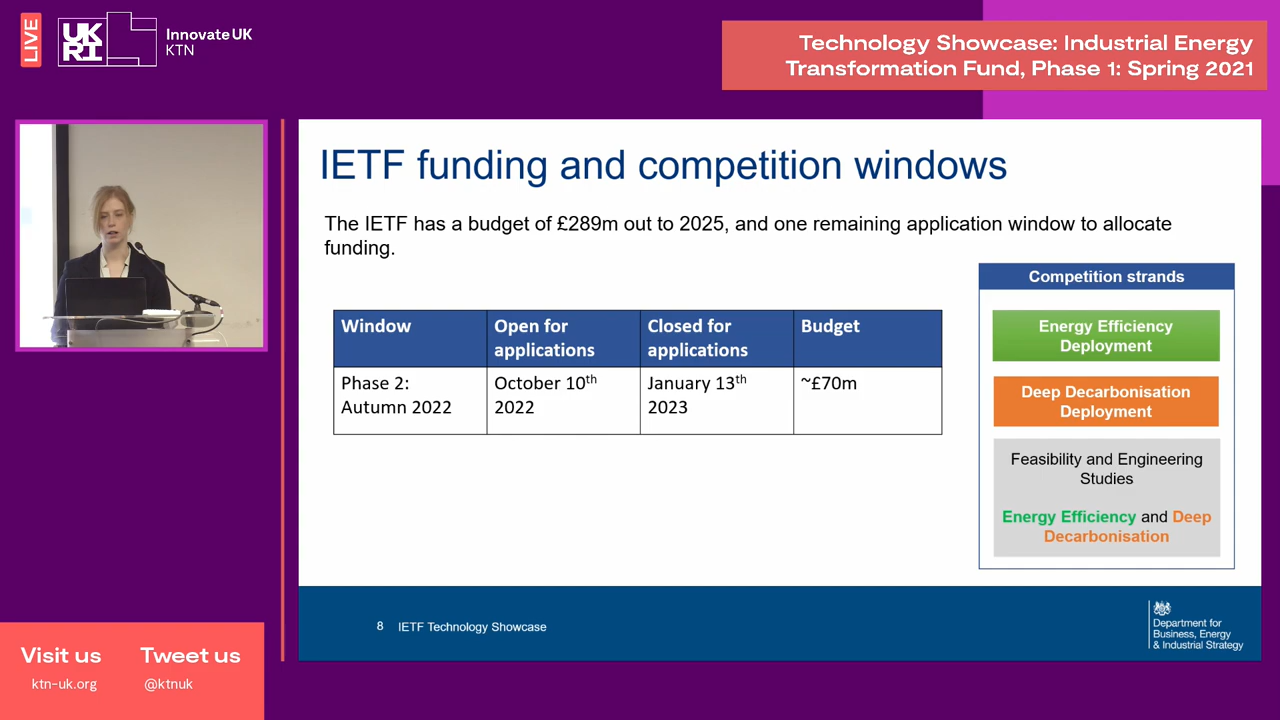 LIVE
UK
RI
Innovate UK
KTN
Technology Showcase: Industrial Energy
Transformation Fund, Phase 1: Spring 2021
IETF funding and competition windows
The IETF has a budget of £289m out to 2025, and one remaining application window to allocate
funding.
Window
Open for
applications
Closed for
applications
Budget
Phase 2:
Autumn 2022
October 10th
2022
January 13th
2023
~£70m
Competition strands
Energy Efficiency
Deployment
Deep Decarbonisation
Deployment
Feasibility and Engineering
Studies
Energy Efficiency and Deep
Decarbonisation
8 IETF Technology Showcase
Department for
Business, Energy
& Industrial Strategy
Visit us
ktn-uk.org
Tweet us
@ktnuk